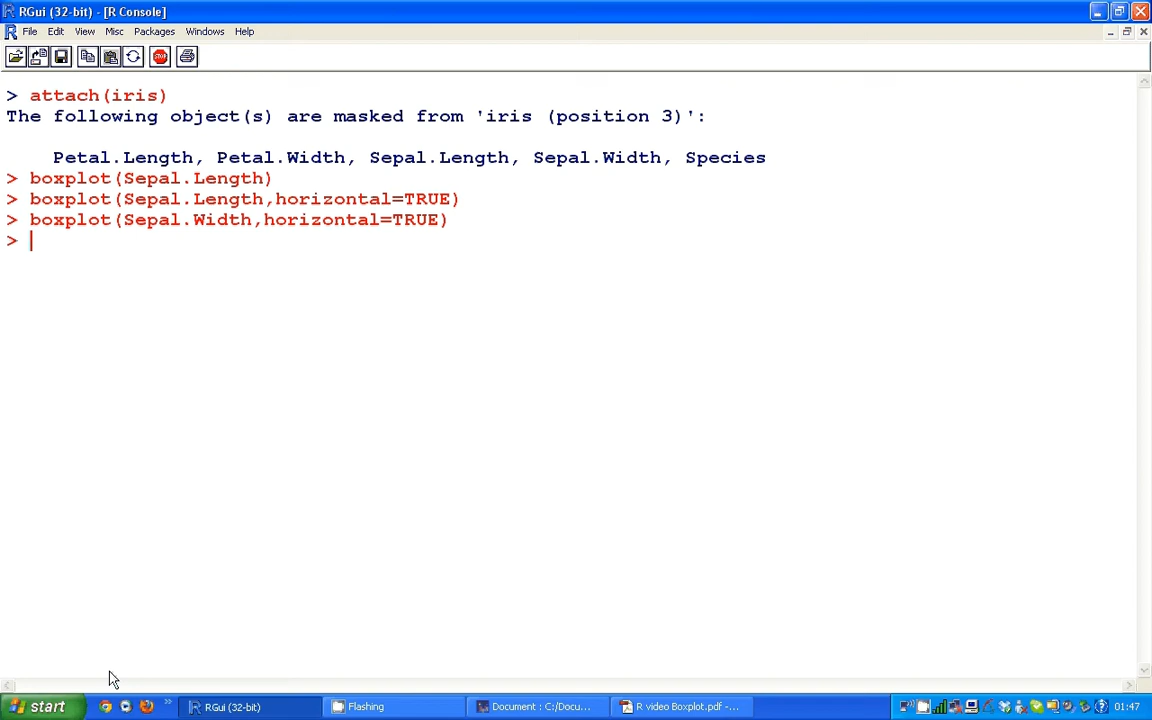 RGui (32-bit) - [R Console]
File Edit View Misc Packages Windows Help
STOP
> attach(iris)
The following object(s) are masked from 'iris (position 3)':
Petal.Length, Petal.Width, Sepal.Length, Sepal.Width, Species
> boxplot(Sepal.Length)
> boxplot(Sepal.Length,horizontal=TRUE)
> boxplot(Sepal.Width,horizontal=TRUE)
>
start RGui (32-bit) Flashing Document : C:/Docu... R video Boxplot.pdf -... 01:47